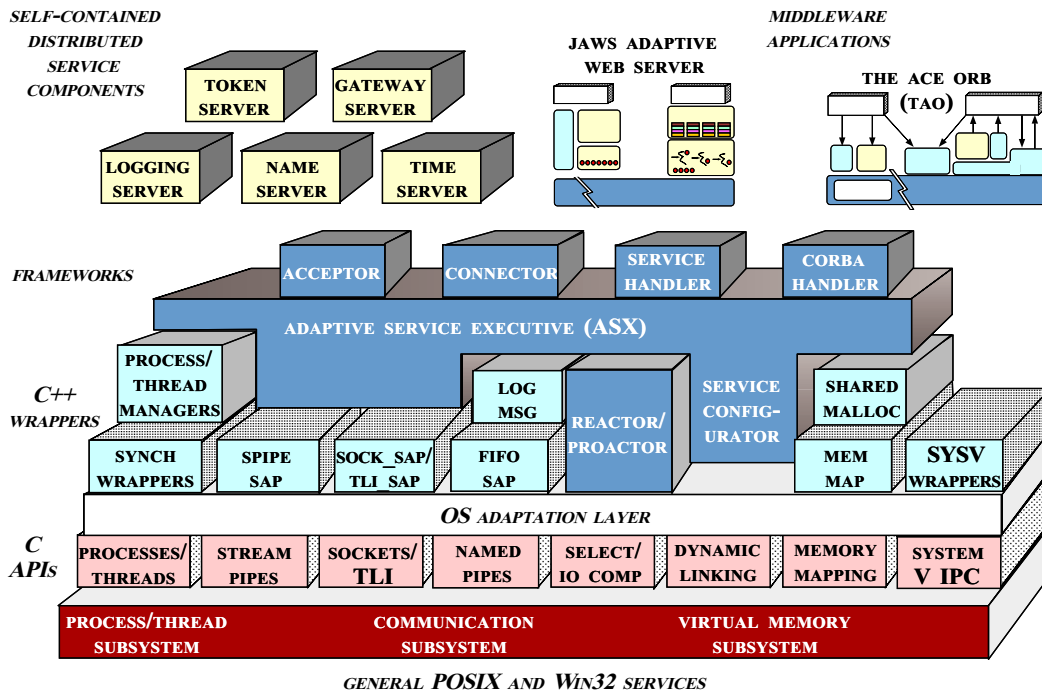 SELF-CONTAINED
DISTRIBUTED
SERVICE
COMPONENTS
MIDDLEWARE
APPLICATIONS
JAWS ADAPTIVE
WEB SERVER
THE ACE ORB
(TAO)
TOKEN
SERVER
GATEWAY
SERVER
LOGGING
SERVER
NAME
SERVER
TIME
SERVER
FRAMEWORKS
ACCEPTOR
CONNECTOR
SERVICE
HANDLER
CORBA
HANDLER
ADAPTIVE SERVICE EXECUTIVE (ASX)
C++
WRAPPERS
PROCESS/
THREAD
MANAGERS
LOG
MSG
REACTOR/
PROACTOR
SERVICE
CONFIG-
URATOR
SHARED
MALLOC
SYNCH
WRAPPERS
SPIPE
SAP
SOCK_SAP/
TLI_SAP
FIFO
SAP
MEM
MAP
SYSV
WRAPPERS
OS ADAPTATION LAYER
C
APIs
PROCESSES/
THREADS
STREAM
PIPES
SOCKETS/
TLI
NAMED
PIPES
SELECT/
IO COMP
DYNAMIC
LINKING
MEMORY
MAPPING
SYSTEM
V IPC
PROCESS/THREAD
SUBSYSTEM
COMMUNICATION
SUBSYSTEM
VIRTUAL MEMORY
SUBSYSTEM
GENERAL POSIX AND WIN32 SERVICES